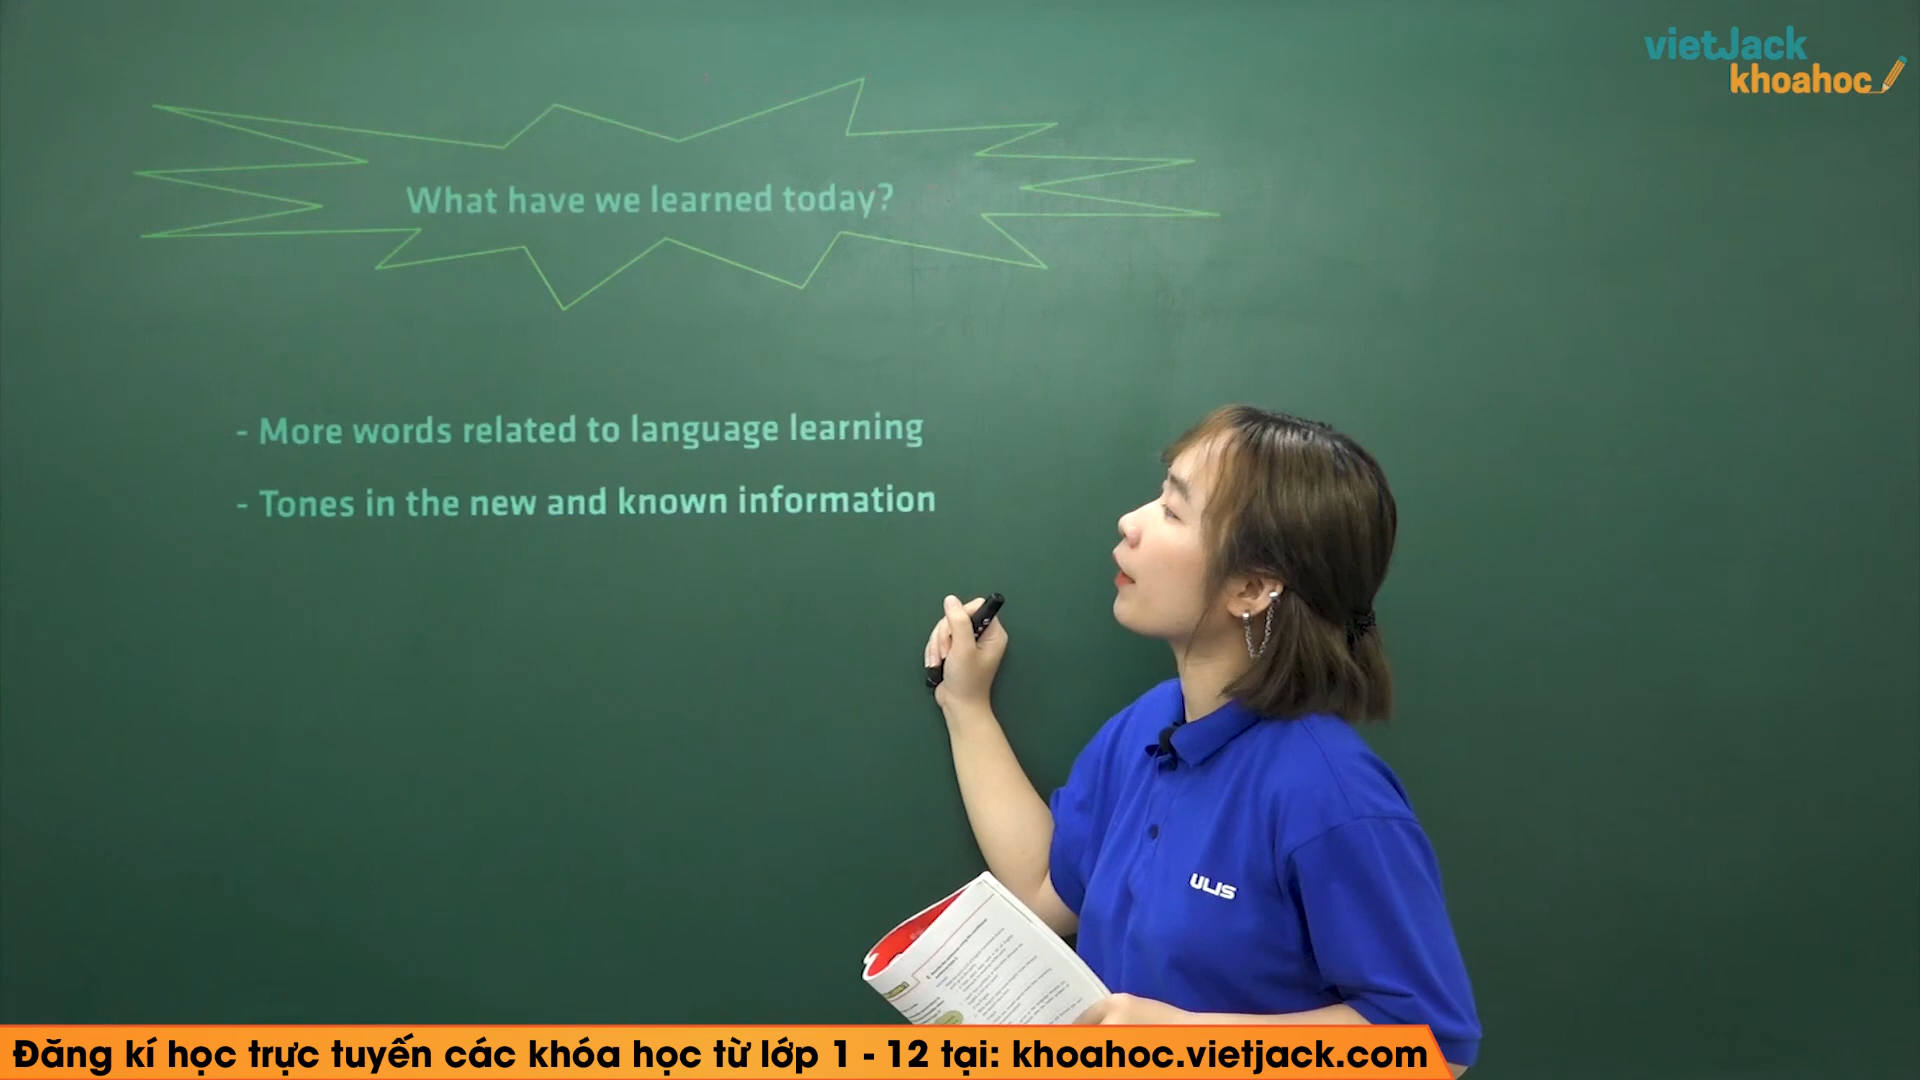 vietJack
khoahoc
What have we learned today?
- More words related to language learning
- Tones in the new and known information
ULIS
Đăng kí học trực tuyến các khóa học từ lớp 1 - 12 tại: khoahoc.vietjack.com